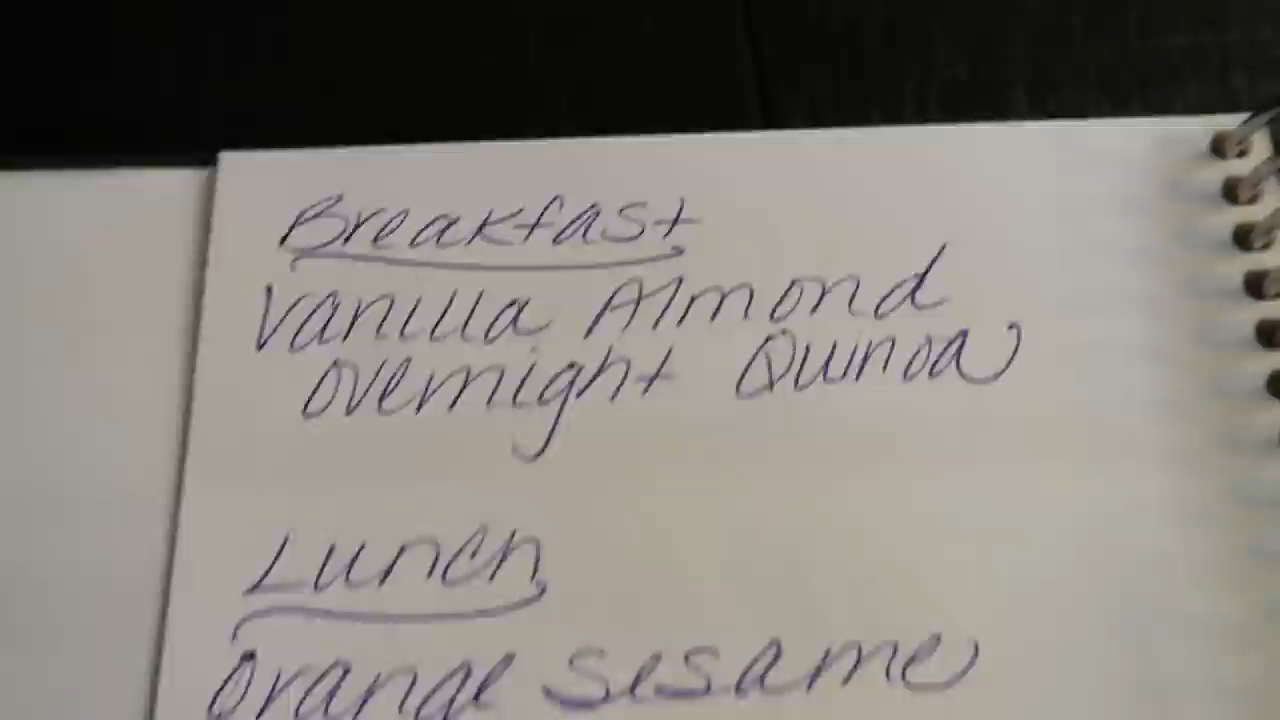 Breakfast
Vanilla Almond
overnight Quinoa
Lunch
Orange Sesame